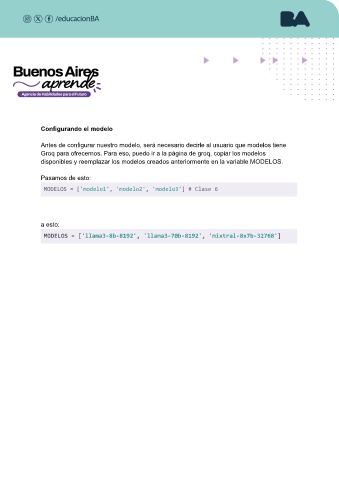 /educacionBA
BA
Buenos Aires
aprende
Agencia de Habilidades para el Futuro
Configurando el modelo
Antes de configurar nuestro modelo, será necesario decirle al usuario que modelos tiene
Groq para ofrecernos. Para eso, puedo ir a la página de groq, copiar los modelos
disponibles y reemplazar los modelos creados anteriormente en la variable MODELOS.
Pasamos de esto:
MODELOS = ['modelo1', 'modelo2', 'modelo3'] # Clase 6
a esto:
MODELOS = ['llama3-8b-8192', 'llama3-70b-8192', 'mixtral-8x7b-32768']